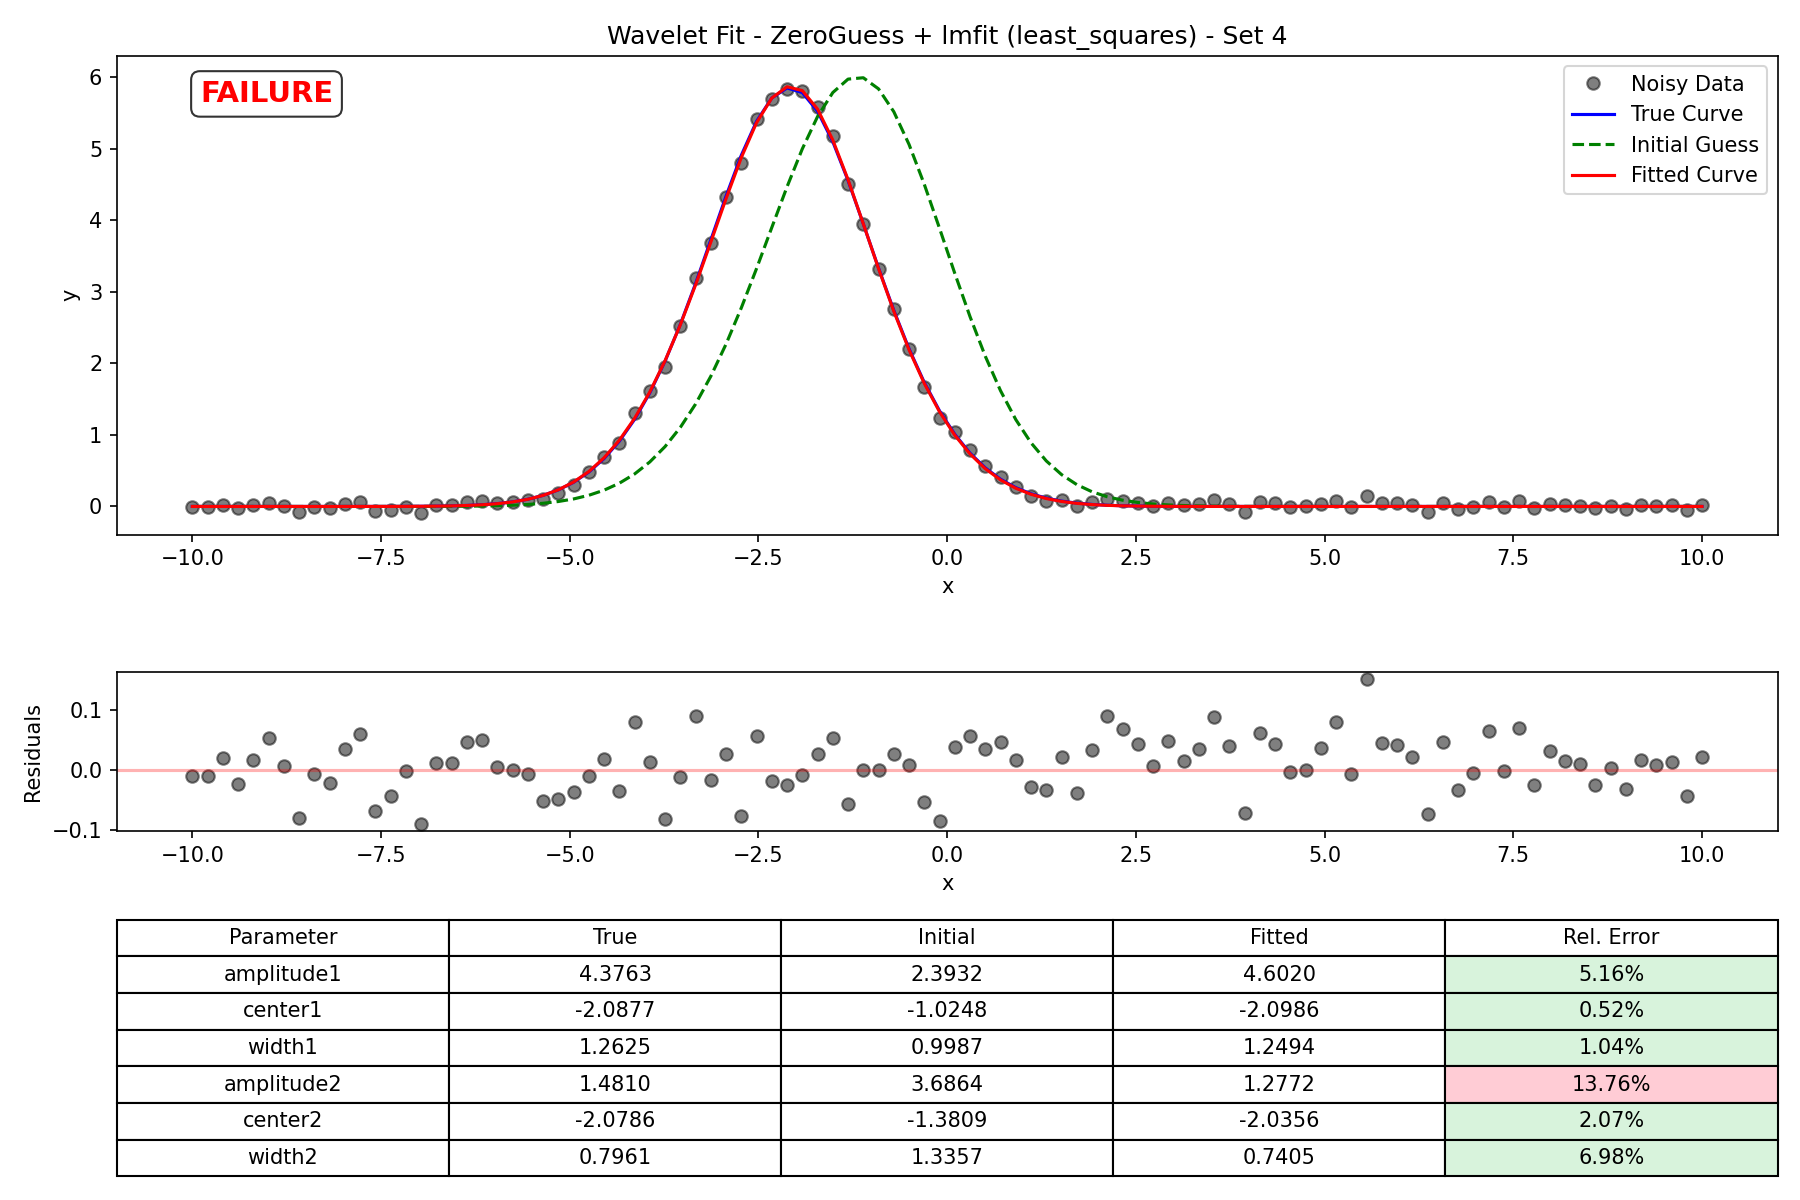 Wavelet Fit - ZeroGuess + lmfit (least_squares) - Set 4
FAILURE
Noisy Data
True Curve
Initial Guess
Fitted Curve
6
5
4
3
2
1
0
y
−10.0 −7.5 −5.0 −2.5 0.0 2.5 5.0 7.5 10.0
x
0.1
0.0
−0.1
Residuals
−10.0 −7.5 −5.0 −2.5 0.0 2.5 5.0 7.5 10.0
x
Parameter True Initial Fitted Rel. Error
amplitude1 4.3763 2.3932 4.6020 5.16%
center1 -2.0877 -1.0248 -2.0986 0.52%
width1 1.2625 0.9987 1.2494 1.04%
amplitude2 1.4810 3.6864 1.2772 13.76%
center2 -2.0786 -1.3809 -2.0356 2.07%
width2 0.7961 1.3357 0.7405 6.98%